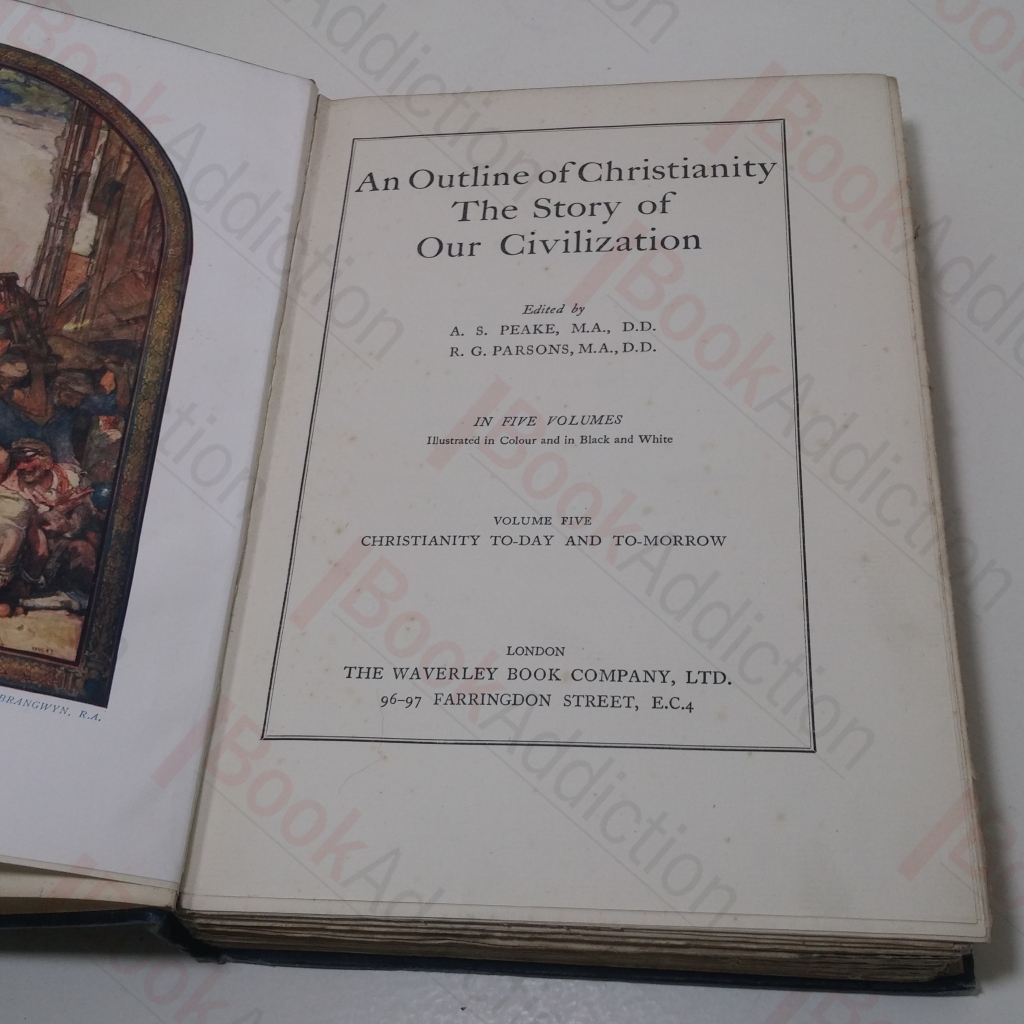 BRANGWYN, R.A.
An Outline of Christianity
The Story of
Our Civilization
Edited by
A. S. PEAKE, M.A., D.D.
R. G. PARSONS, M.A., D.D.
IN FIVE VOLUMES
Illustrated in Colour and in Black and White
VOLUME FIVE
CHRISTIANITY TO-DAY AND TO-MORROW
LONDON
THE WAVERLEY BOOK COMPANY, LTD.
96-97 FARRINGDON STREET, E.C.4
BookAddiction